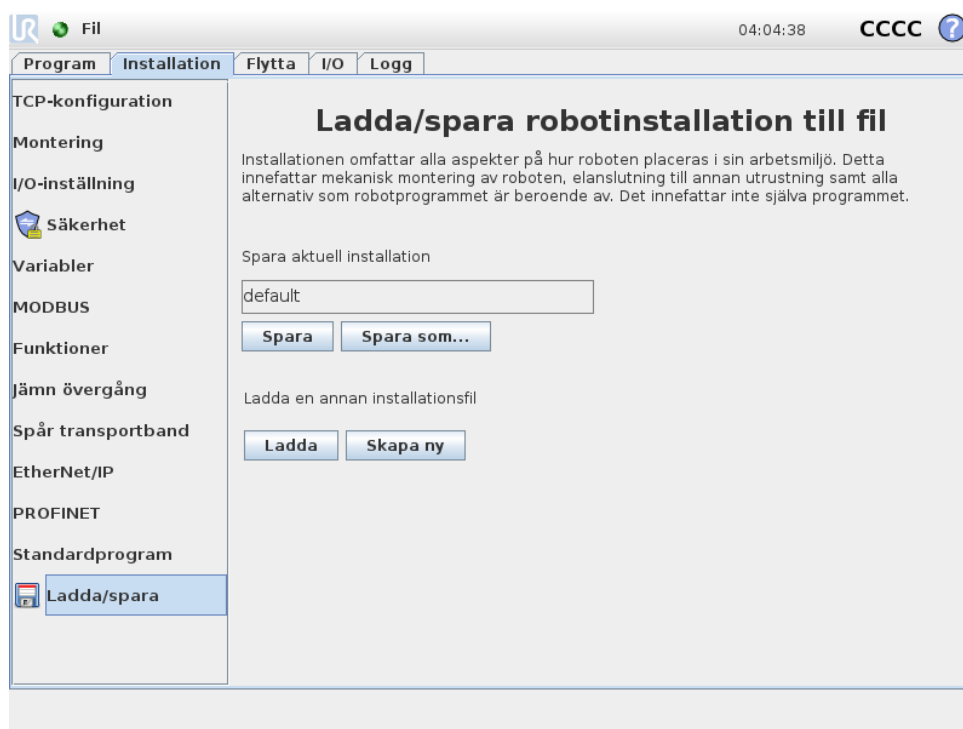 UR Fil 04:04:38 CCCC ?
Program Installation Flytta I/O Logg
TCP-konfiguration
Montering
I/O-inställning
Säkerhet
Variabler
MODBUS
Funktioner
Jämn övergång
Spår transportband
EtherNet/IP
PROFINET
Standardprogram
Ladda/spara
Ladda/spara robotinstallation till fil
Installationen omfattar alla aspekter på hur roboten placeras i sin arbetsmiljö. Detta
innefattar mekanisk montering av roboten, elanslutning till annan utrustning samt alla
alternativ som robotprogrammet är beroende av. Det innefattar inte själva programmet.
Spara aktuell installation
default
Spara Spara som...
Ladda en annan installationsfil
Ladda Skapa ny